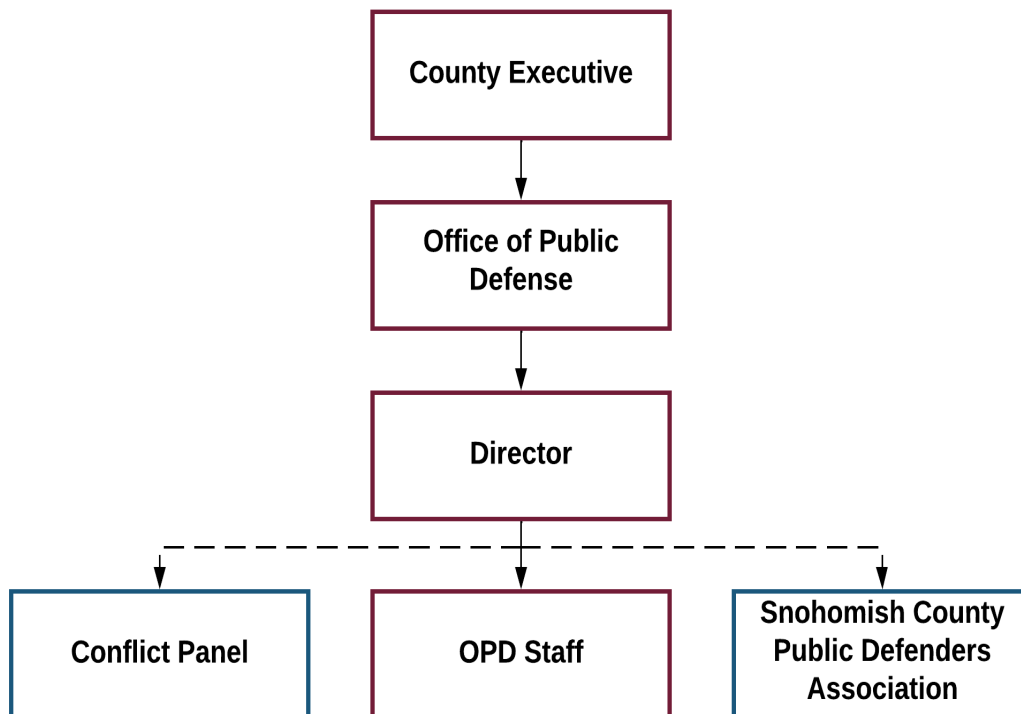 County Executive
Office of Public
Defense
Director
Conflict Panel
OPD Staff
Snohomish County
Public Defenders
Association